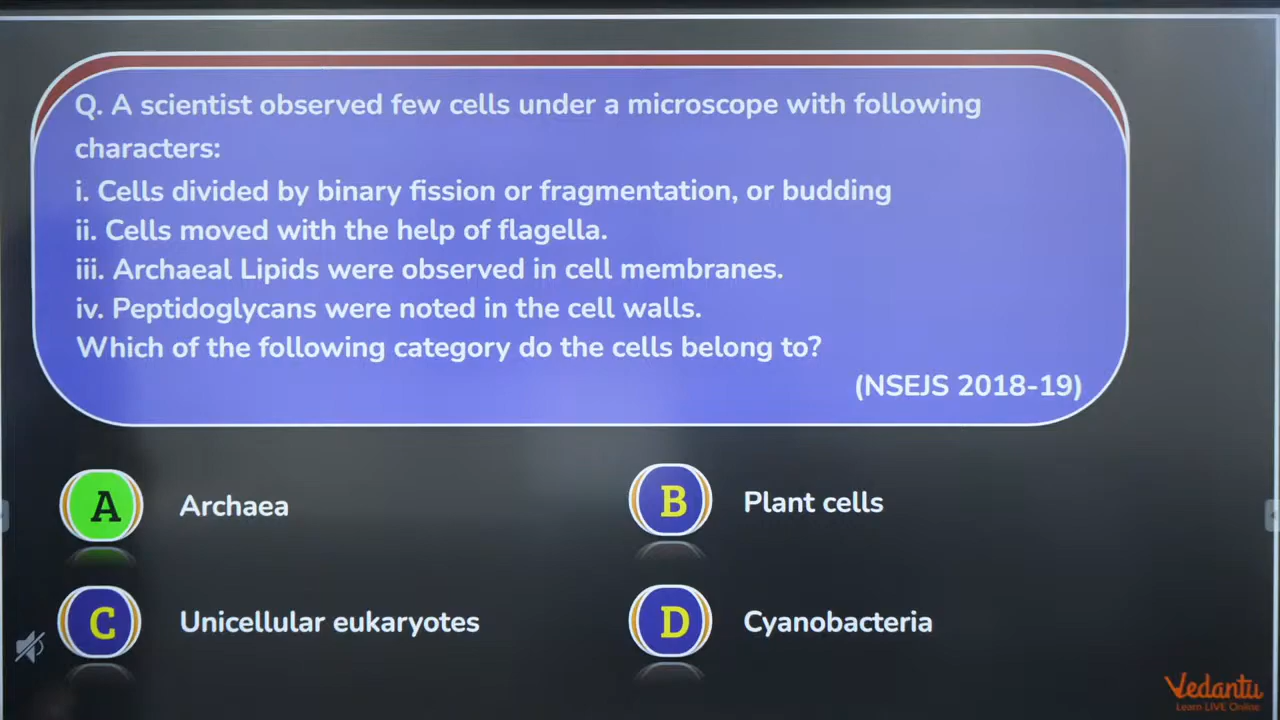 Q. A scientist observed few cells under a microscope with following
characters:
i. Cells divided by binary fission or fragmentation, or budding
ii. Cells moved with the help of flagella.
iii. Archaeal Lipids were observed in cell membranes.
iv. Peptidoglycans were noted in the cell walls.
Which of the following category do the cells belong to?
(NSEJS 2018-19)
A Archaea
B Plant cells
C Unicellular eukaryotes
D Cyanobacteria
Vedantu
Learn LIVE Online